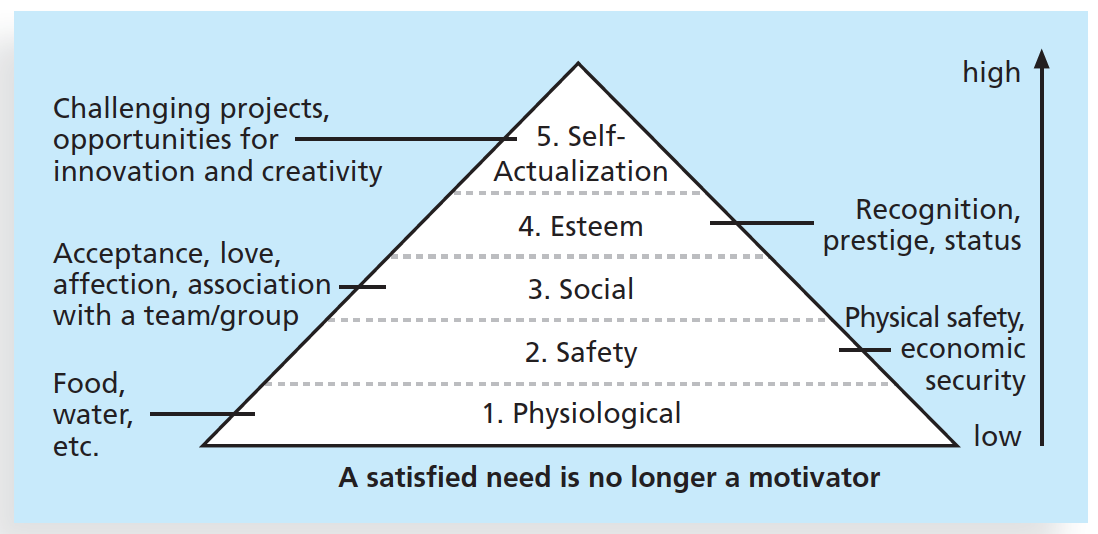 high
Challenging projects,
opportunities for
innovation and creativity
5. Self-
Actualization
4. Esteem
Recognition,
prestige, status
Acceptance, love,
affection, association
with a team/group
3. Social
2. Safety
Physical safety,
economic
security
Food,
water,
etc.
1. Physiological
low
A satisfied need is no longer a motivator